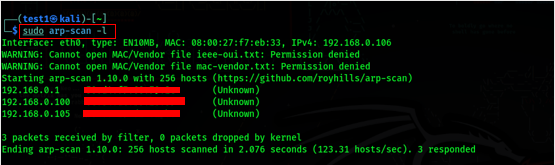 (test1㉿kali)-[~]
$ sudo arp-scan -l
Interface: eth0, type: EN10MB, MAC: 08:00:27:f7:eb:33, IPv4: 192.168.0.106
WARNING: Cannot open MAC/Vendor file ieee-oui.txt: Permission denied
WARNING: Cannot open MAC/Vendor file mac-vendor.txt: Permission denied
Starting arp-scan 1.10.0 with 256 hosts (https://github.com/royhills/arp-scan)
192.168.0.1 (Unknown)
192.168.0.100 (Unknown)
192.168.0.105 (Unknown)
3 packets received by filter, 0 packets dropped by kernel
Ending arp-scan 1.10.0: 256 hosts scanned in 2.076 seconds (123.31 hosts/sec). 3 responded